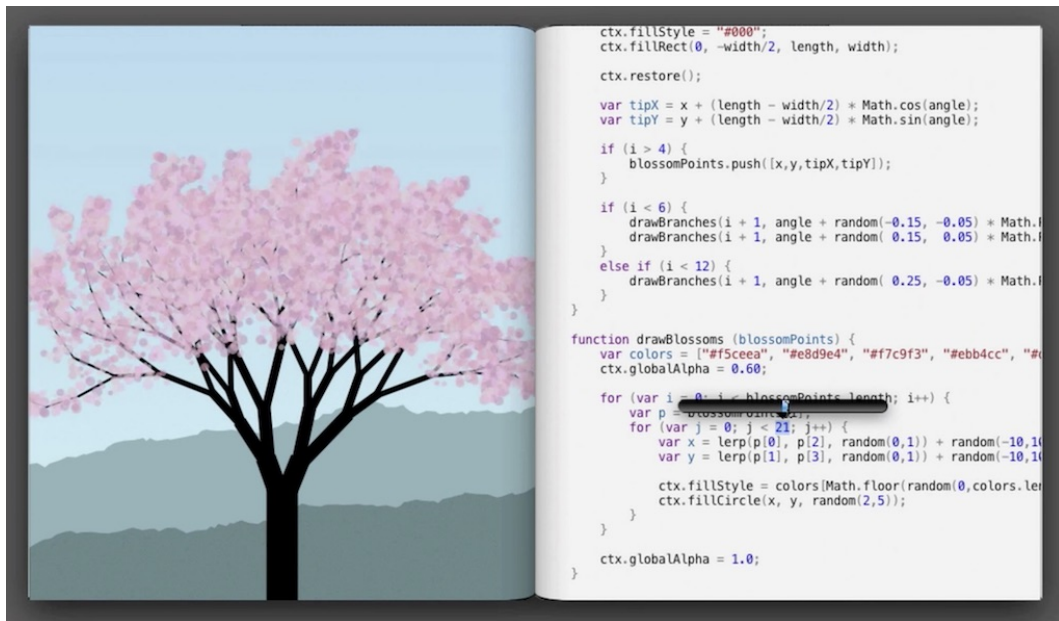 ctx.fillStyle = "#000";
ctx.fillRect(0, -width/2, length, width);
ctx.restore();
var tipX = x + (length - width/2) * Math.cos(angle);
var tipY = y + (length - width/2) * Math.sin(angle);
if (i > 4) {
blossomPoints.push([x,y,tipX,tipY]);
}
if (i < 6) {
drawBranches(i + 1, angle + random(-0.15, -0.05) * Math.
drawBranches(i + 1, angle + random( 0.15,  0.05) * Math.
}
else if (i < 12) {
drawBranches(i + 1, angle + random( 0.25, -0.05) * Math.
}
}
function drawBlossoms (blossomPoints) {
var colors = ["#f5ceea", "#e8d9e4", "#f7c9f3", "#ebb4cc", "#
ctx.globalAlpha = 0.60;
for (var i = 0; i < blossomPoints.length; i++) {
var p =
for (var j = 0; j < 21; j++) {
var x = lerp(p[0], p[2], random(0,1)) + random(-10,1
var y = lerp(p[1], p[3], random(0,1)) + random(-10,1
ctx.fillStyle = colors[Math.floor(random(0,colors.le
ctx.fillCircle(x, y, random(2,5));
}
}
ctx.globalAlpha = 1.0;
}